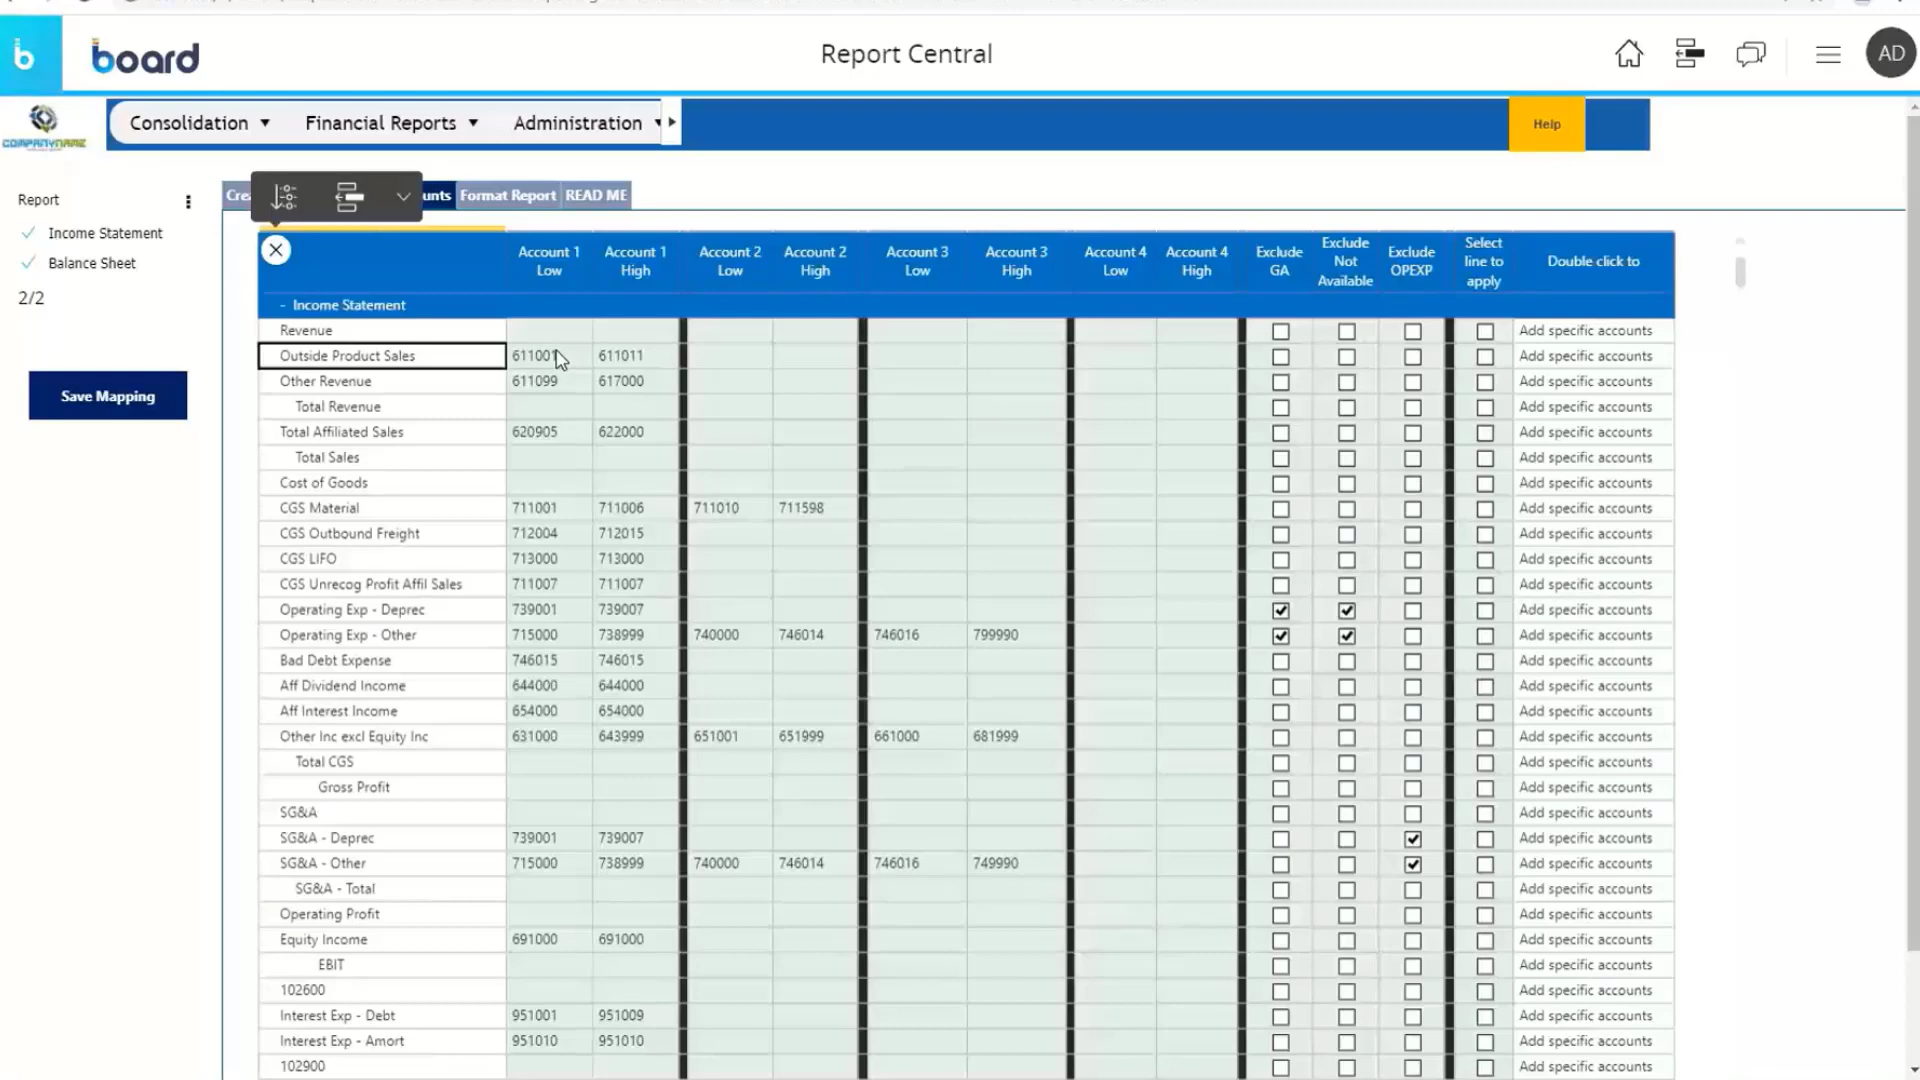 b board
Report Central
AD
COMPANYNAME
Consolidation Financial Reports Administration
Help
Report
Income Statement
Balance Sheet
2/2
Save Mapping
Format Report READ ME
Account 1 Low Account 1 High Account 2 Low Account 2 High Account 3 Low Account 3 High Account 4 Low Account 4 High Exclude GA Exclude Not Available Exclude OPEXP Select line to apply Double click to
- Income Statement
Revenue Add specific accounts
Outside Product Sales 611001 611011 Add specific accounts
Other Revenue 611099 617000 Add specific accounts
Total Revenue Add specific accounts
Total Affiliated Sales 620905 622000 Add specific accounts
Total Sales Add specific accounts
Cost of Goods Add specific accounts
CGS Material 711001 711006 711010 711598 Add specific accounts
CGS Outbound Freight 712004 712015 Add specific accounts
CGS LIFO 713000 713000 Add specific accounts
CGS Unrecog Profit Affil Sales 711007 711007 Add specific accounts
Operating Exp - Deprec 739001 739007 Add specific accounts
Operating Exp - Other 715000 738999 740000 746014 746016 799990 Add specific accounts
Bad Debt Expense 746015 746015 Add specific accounts
Aff Dividend Income 644000 644000 Add specific accounts
Aff Interest Income 654000 654000 Add specific accounts
Other Inc excl Equity Inc 631000 643999 651001 651999 661000 681999 Add specific accounts
Total CGS Add specific accounts
Gross Profit Add specific accounts
SG&A Add specific accounts
SG&A - Deprec 739001 739007 Add specific accounts
SG&A - Other 715000 738999 740000 746014 746016 749990 Add specific accounts
SG&A - Total Add specific accounts
Operating Profit Add specific accounts
Equity Income 691000 691000 Add specific accounts
EBIT Add specific accounts
102600 Add specific accounts
Interest Exp - Debt 951001 951009 Add specific accounts
Interest Exp - Amort 951010 951010 Add specific accounts
102900 Add specific accounts